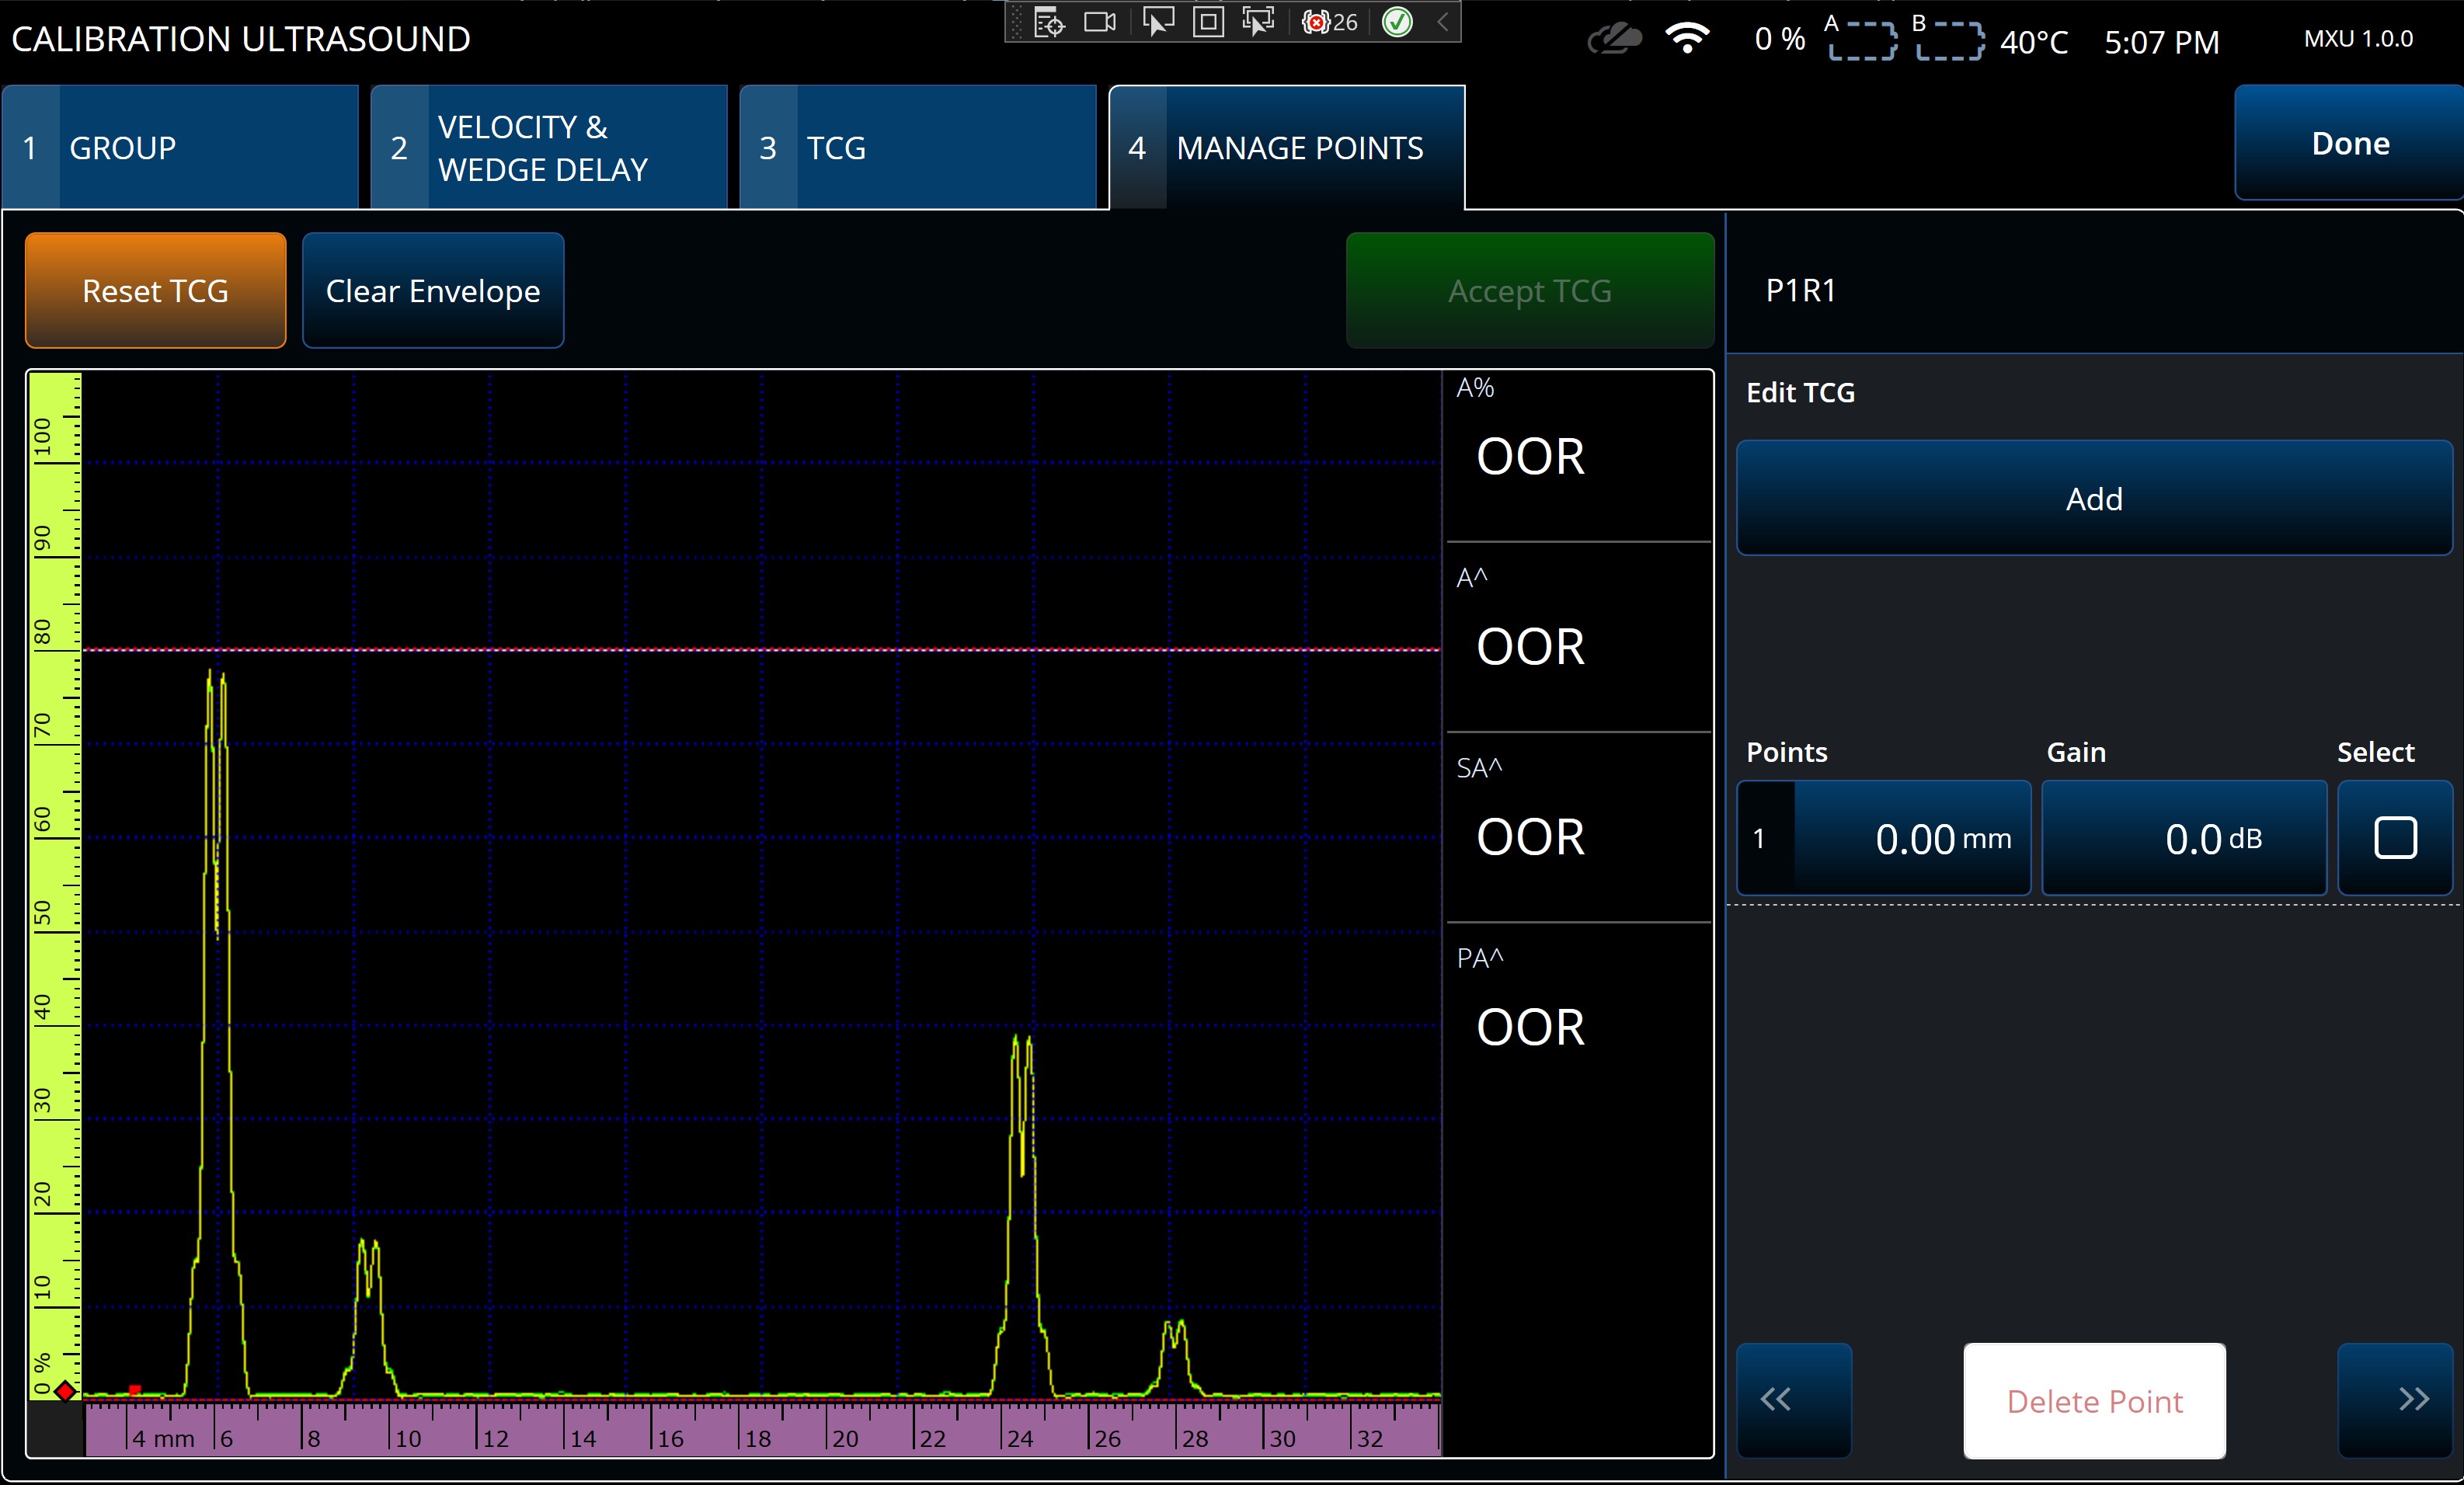 CALIBRATION ULTRASOUND
26
0 %
A
B
40°C
5:07 PM
MXU 1.0.0
1 GROUP
2 VELOCITY &
WEDGE DELAY
3 TCG
4 MANAGE POINTS
Done
Reset TCG
Clear Envelope
Accept TCG
P1R1
100
90
80
70
60
50
40
30
20
10
0 %
4 mm 6 8 10 12 14 16 18 20 22 24 26 28 30 32
A%
OOR
A^
OOR
SA^
OOR
PA^
OOR
Edit TCG
Add
Points Gain Select
1 0.00 mm 0.0 dB
<<
Delete Point
>>